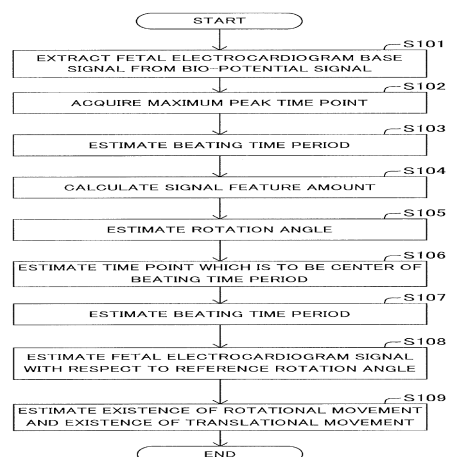 START
S101
EXTRACT FETAL ELECTROCARDIOGRAM BASE
SIGNAL FROM BIO-POTENTIAL SIGNAL
S102
ACQUIRE MAXIMUM PEAK TIME POINT
S103
ESTIMATE BEATING TIME PERIOD
S104
CALCULATE SIGNAL FEATURE AMOUNT
S105
ESTIMATE ROTATION ANGLE
S106
ESTIMATE TIME POINT WHICH IS TO BE CENTER OF
BEATING TIME PERIOD
S107
ESTIMATE BEATING TIME PERIOD
S108
ESTIMATE FETAL ELECTROCARDIOGRAM SIGNAL
WITH RESPECT TO REFERENCE ROTATION ANGLE
S109
ESTIMATE EXISTENCE OF ROTATIONAL MOVEMENT
AND EXISTENCE OF TRANSLATIONAL MOVEMENT
END